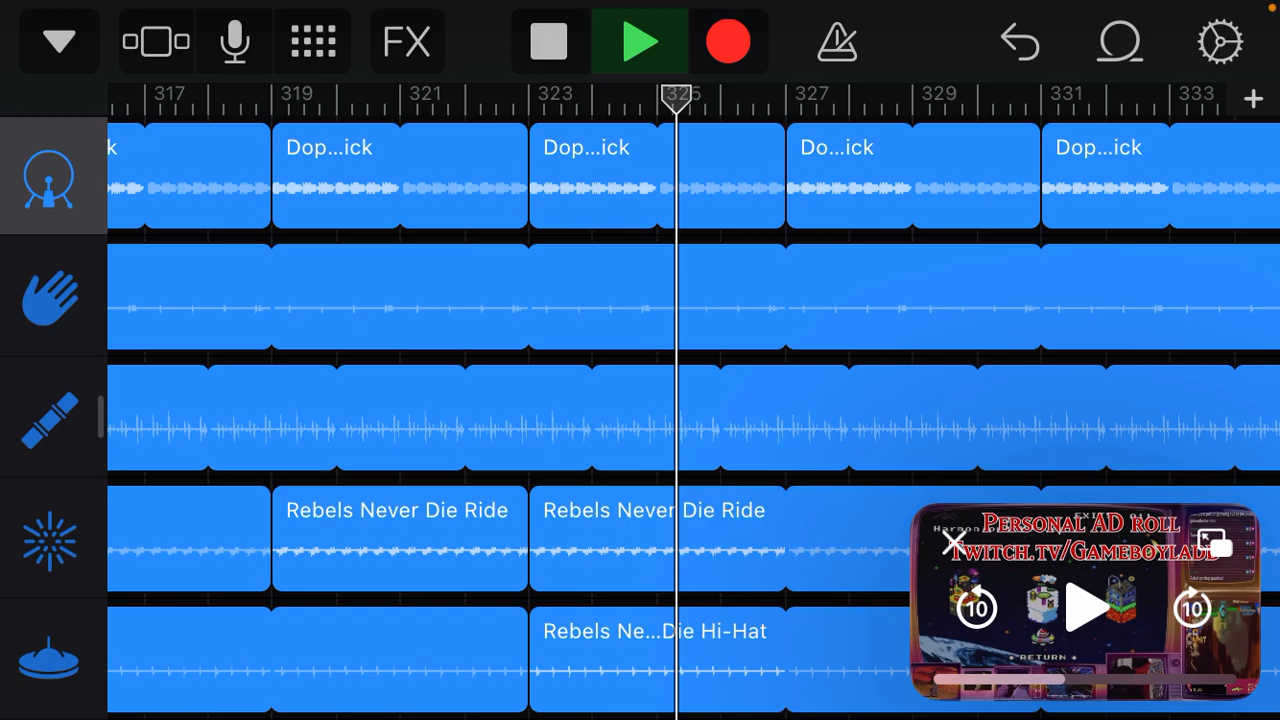 FX
317 319 321 323 325 327 329 331 333
k Dop...ick Dop...ick Do...ick Dop...ick
Rebels Never Die Ride Rebels Never Die Ride
Rebels Ne...Die Hi-Hat
Personal AD roll
Twitch.tv/Gameboyladd
10 10
RETURN